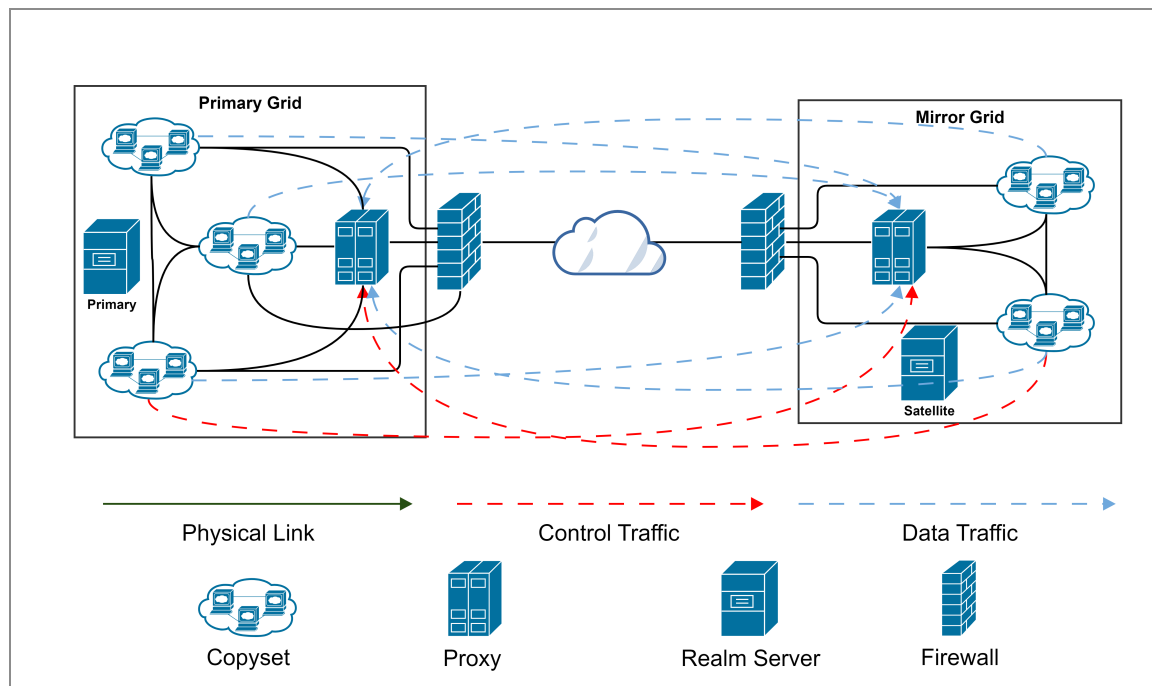 Primary Grid
Mirror Grid
Primary
Satellite
Physical Link
Control Traffic
Data Traffic
Copyset
Proxy
Realm Server
Firewall